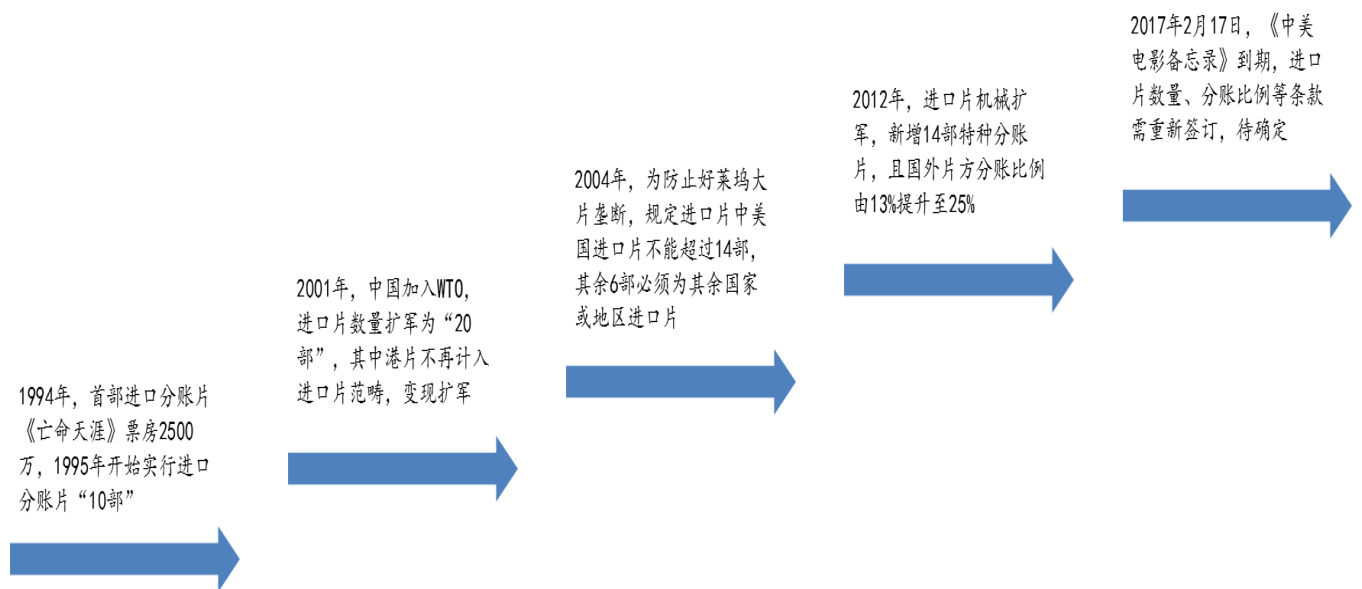 1994年，首部进口分账片
《亡命天涯》票房2500
万，1995年开始实行进口
分账片“10部”
2001年，中国加入WTO，
进口片数量扩军为“20
部”，其中港片不再计入
进口片范畴，变现扩军
2004年，为防止好莱坞大
片垄断，规定进口片中美
国进口片不能超过14部，
其余6部必须为其余国家
或地区进口片
2012年，进口片机械扩
军，新增14部特种分账
片，且国外片方分账比例
由13%提升至25%
2017年2月17日，《中美
电影备忘录》到期，进口
片数量、分账比例等条款
需重新签订，待确定